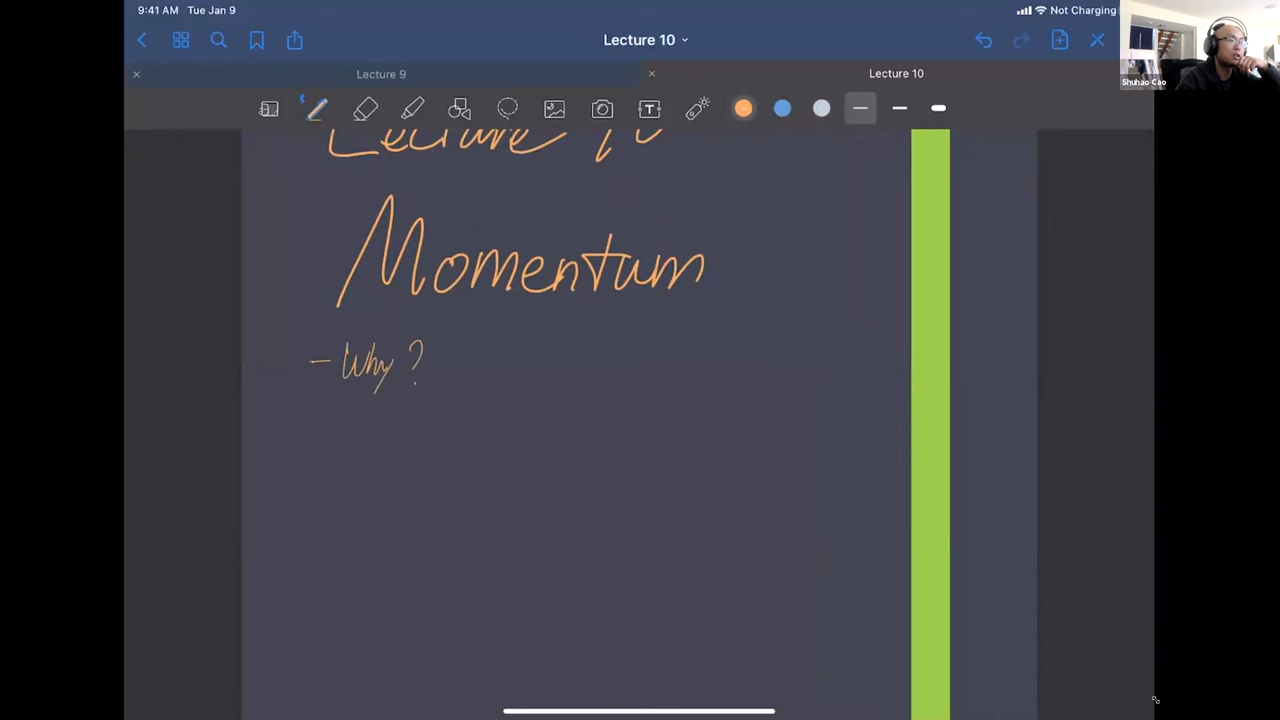 9:41 AM Tue Jan 9
Not Charging
Lecture 10
Shuhao Cao
Lecture 9
Lecture 10
T
Lecture 10
Momentum
- Why?